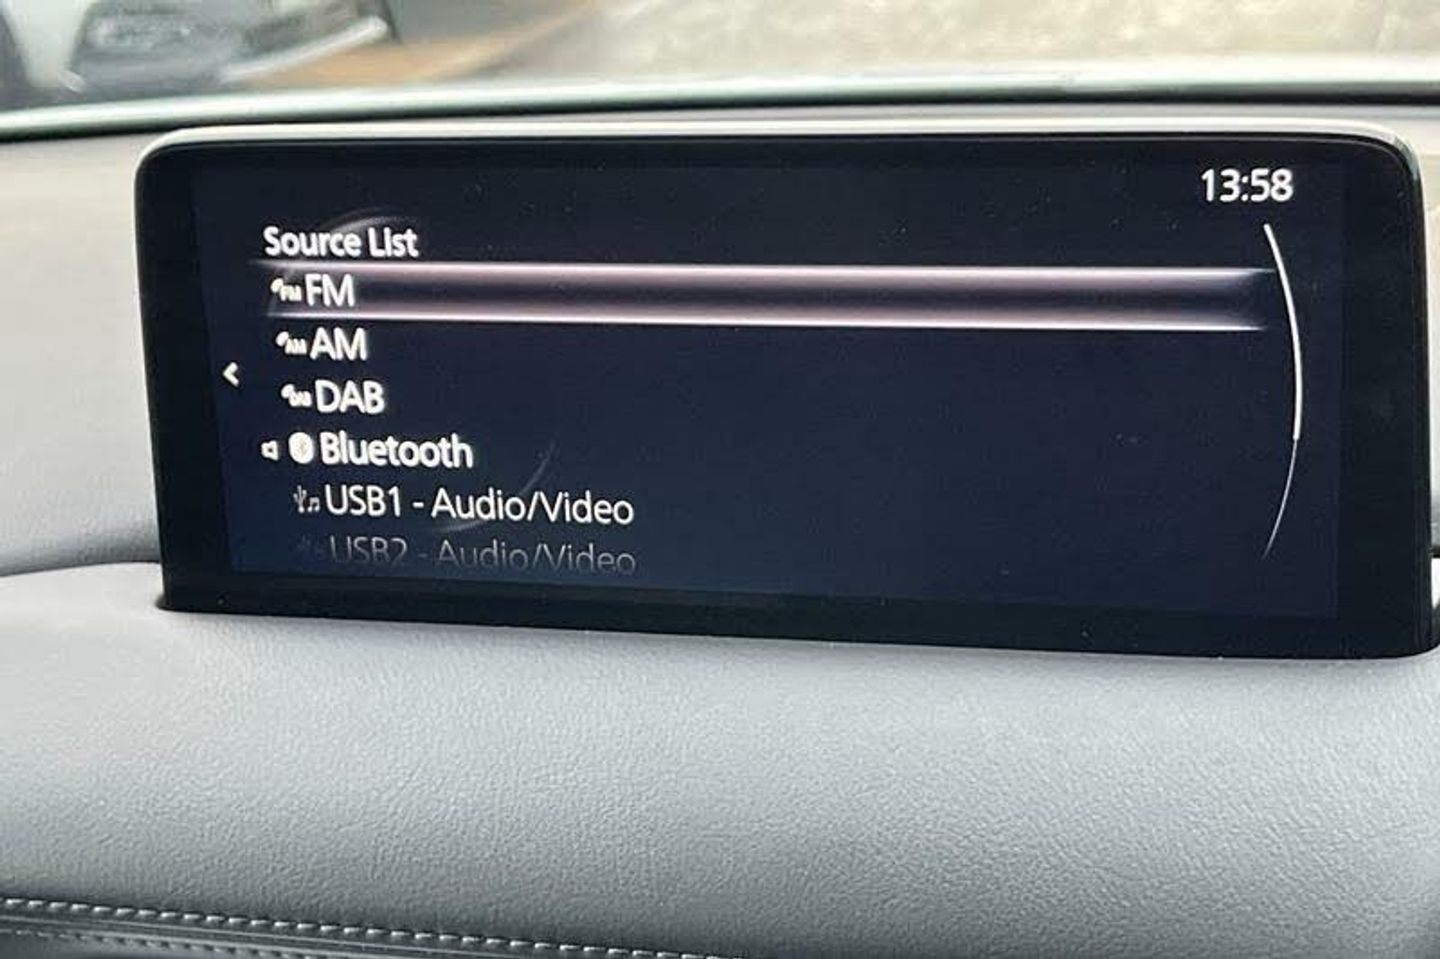 13:58
Source List
FM
AM
DAB
Bluetooth
USB1 - Audio/Video
USB2 - Audio/Video